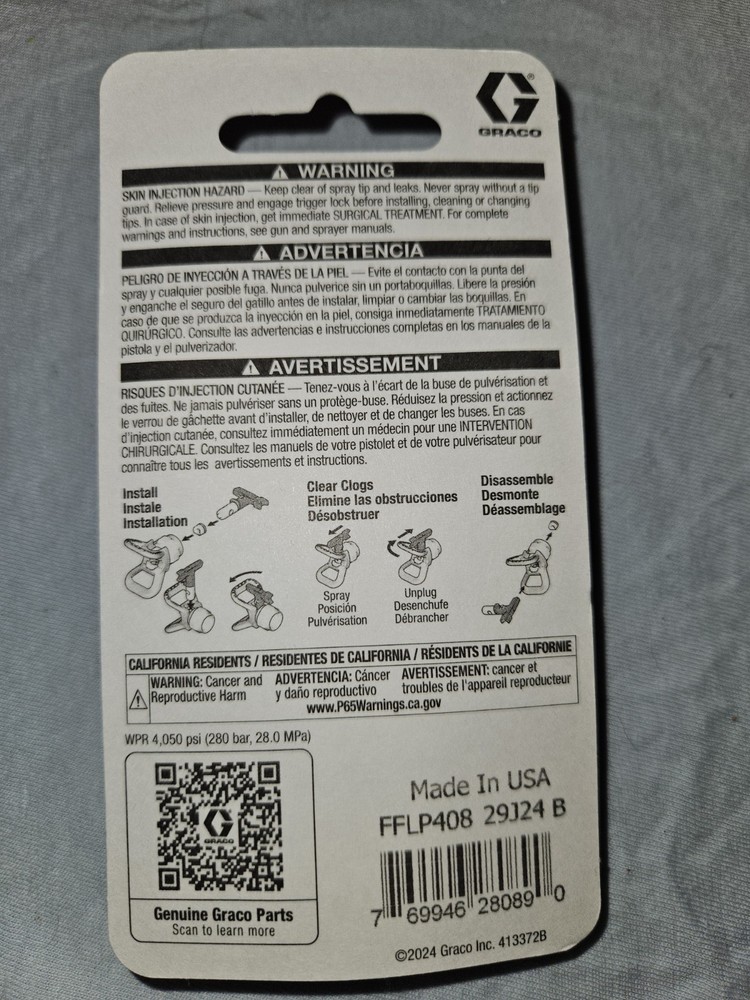 GRACO
WARNING
SKIN INJECTION HAZARD — Keep clear of spray tip and leaks. Never spray without a tip
guard. Relieve pressure and engage trigger lock before installing, cleaning or changing
tips. In case of skin injection, get immediate SURGICAL TREATMENT. For complete
warnings and instructions, see gun and sprayer manuals.
ADVERTENCIA
PELIGRO DE INYECCIÓN A TRAVÉS DE LA PIEL — Evite el contacto con la punta del
spray y cualquier posible fuga. Nunca pulverice sin un portaboquillas. Libere la presión
y enganche el seguro del gatillo antes de instalar, limpiar o cambiar las boquillas. En
caso de que se produzca la inyección en la piel, consiga inmediatamente TRATAMIENTO
QUIRÚRGICO. Consulte las advertencias e instrucciones completas en los manuales de la
pistola y el pulverizador.
AVERTISSEMENT
RISQUES D'INJECTION CUTANÉE — Tenez-vous à l'écart de la buse de pulvérisation et
des fuites. Ne jamais pulvériser sans un protège-buse. Réduisez la pression et actionnez
le verrou de gâchette avant d'installer, de nettoyer et de changer les buses. En cas
d'injection cutanée, consultez immédiatement un médecin pour une INTERVENTION
CHIRURGICALE. Consultez les manuels de votre pistolet et de votre pulvérisateur pour
connaître tous les avertissements et instructions.
Install
Instale
Installation
Clear Clogs
Elimine las obstrucciones
Désobstruer
Disassemble
Desmonte
Déassemblage
Spray
Posición
Pulvérisation
Unplug
Desenchufe
Débrancher
CALIFORNIA RESIDENTS / RESIDENTES DE CALIFORNIA / RÉSIDENTS DE LA CALIFORNIE
WARNING: Cancer and
Reproductive Harm
ADVERTENCIA: Cáncer
y daño reproductivo
AVERTISSEMENT: cancer et
troubles de l'appareil reproducteur
www.P65Warnings.ca.gov
WPR 4,050 psi (280 bar, 28.0 MPa)
GRACO
Genuine Graco Parts
Scan to learn more
Made In USA
FFLP408 29J24 B
7 69946 28089 0
©2024 Graco Inc. 413372B